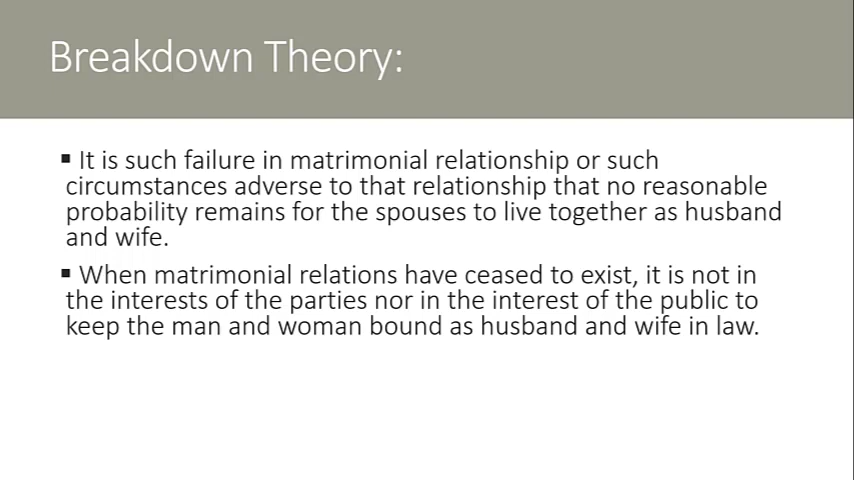 Breakdown Theory:
▪ It is such failure in matrimonial relationship or such
circumstances adverse to that relationship that no reasonable
probability remains for the spouses to live together as husband
and wife.
▪ When matrimonial relations have ceased to exist, it is not in
the interests of the parties nor in the interest of the public to
keep the man and woman bound as husband and wife in law.